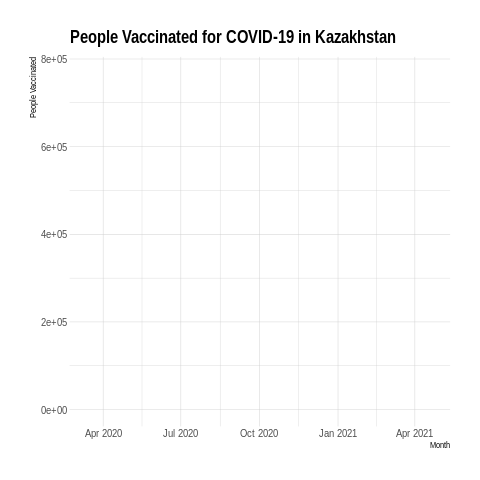 People Vaccinated for COVID-19 in Kazakhstan
People Vaccinated
8e+05
6e+05
4e+05
2e+05
0e+00
Apr 2020 Jul 2020 Oct 2020 Jan 2021 Apr 2021
Month